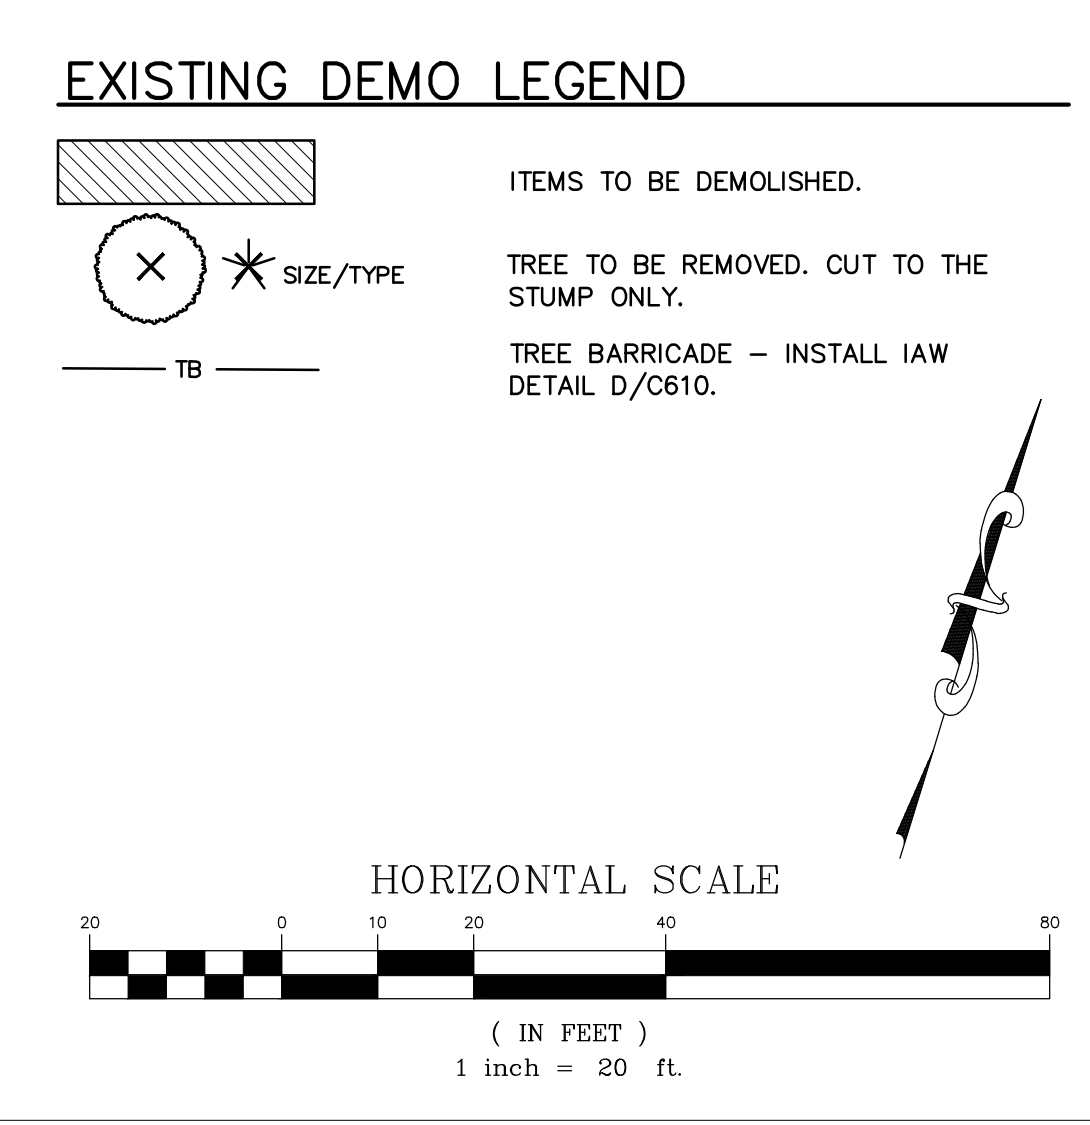 EXISTING DEMO LEGEND
ITEMS TO BE DEMOLISHED.
SIZE/TYPE
TREE TO BE REMOVED. CUT TO THE
STUMP ONLY.
TB
TREE BARRICADE – INSTALL IAW
DETAIL D/C610.
HORIZONTAL SCALE
20 0 10 20 40 80
( IN FEET )
1 inch = 20 ft.